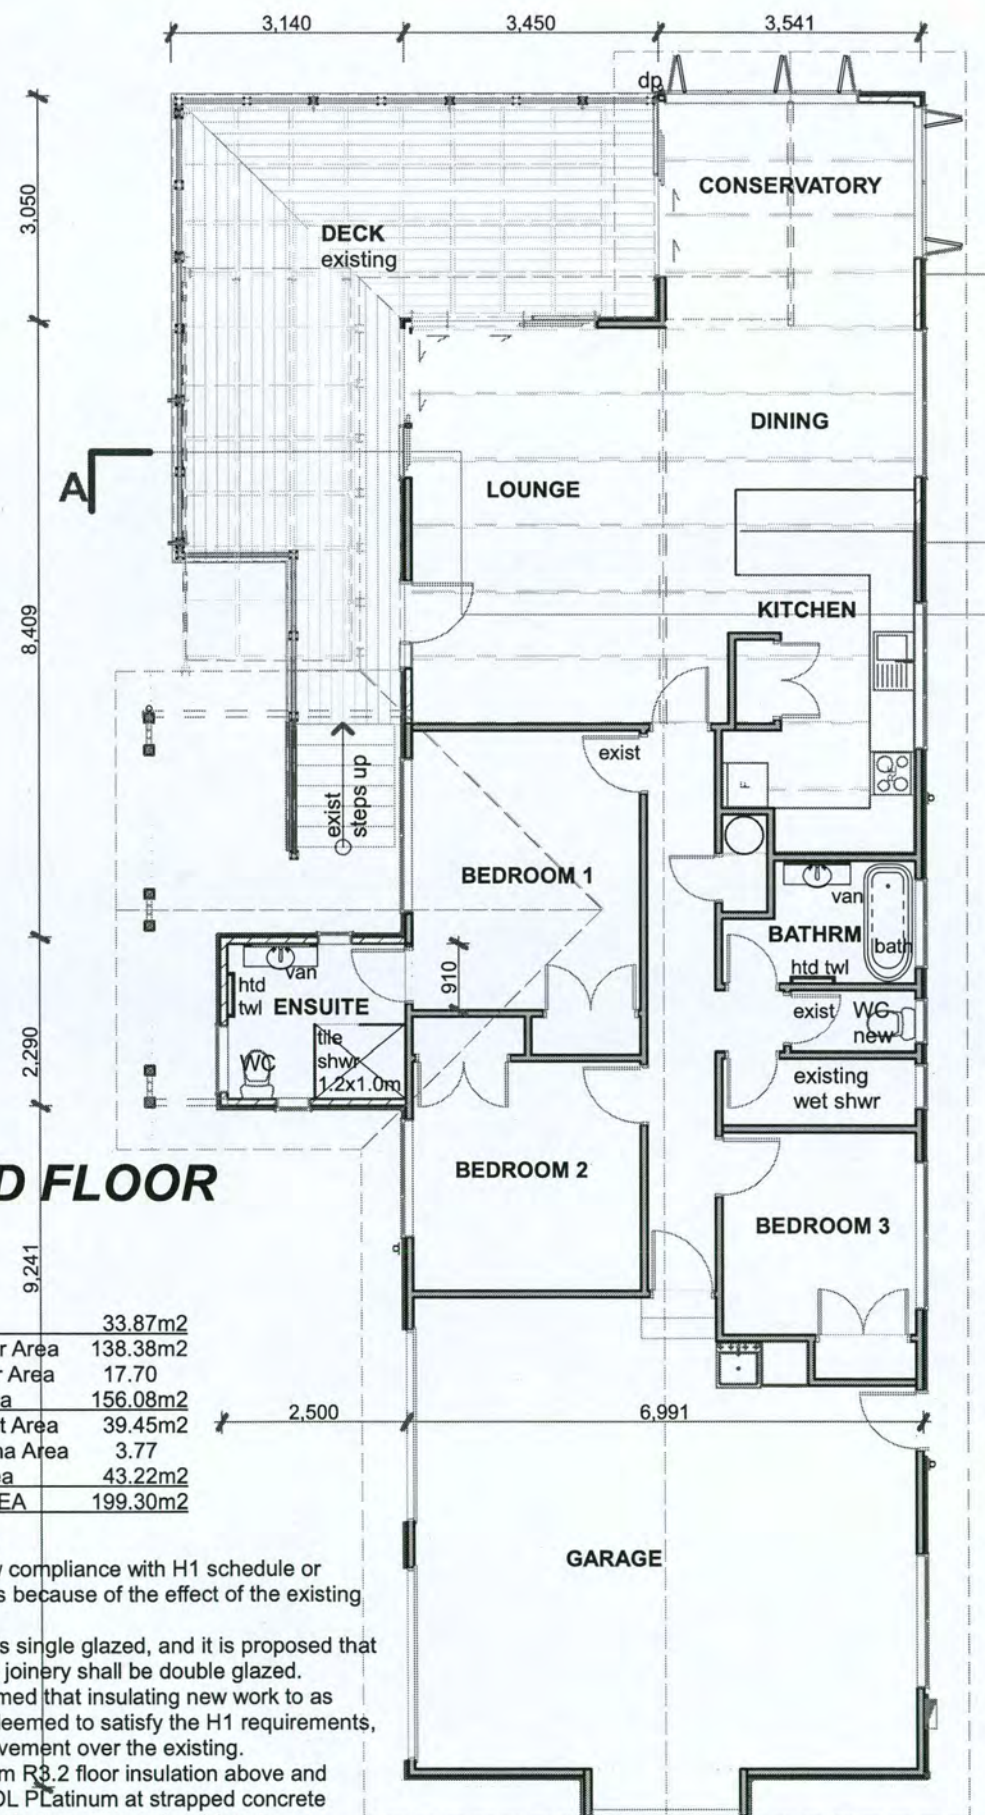 3,140
3,450
3,541
dp
CONSERVATORY
3,050
DECK
existing
DINING
A
LOUNGE
KITCHEN
8,409
exist
exist
steps up
F
BEDROOM 1
van
BATHRM
bath
htd twl
910
van
htd
twl
ENSUITE
exist
WC
new
tile
shwr
1.2x1.0m
WC
2,290
existing
wet shwr
BEDROOM 2
D FLOOR
BEDROOM 3
9,241
33.87m2
r Area 138.38m2
r Area 17.70
a 156.08m2
t Area 39.45m2
na Area 3.77
ea 43.22m2
EA 199.30m2
2,500
6,991
GARAGE
compliance with H1 schedule or
s because of the effect of the existing
s single glazed, and it is proposed that
joinery shall be double glazed.
med that insulating new work to as
deemed to satisfy the H1 requirements,
vement over the existing.
m R3.2 floor insulation above and
OL PLatinum at strapped concrete